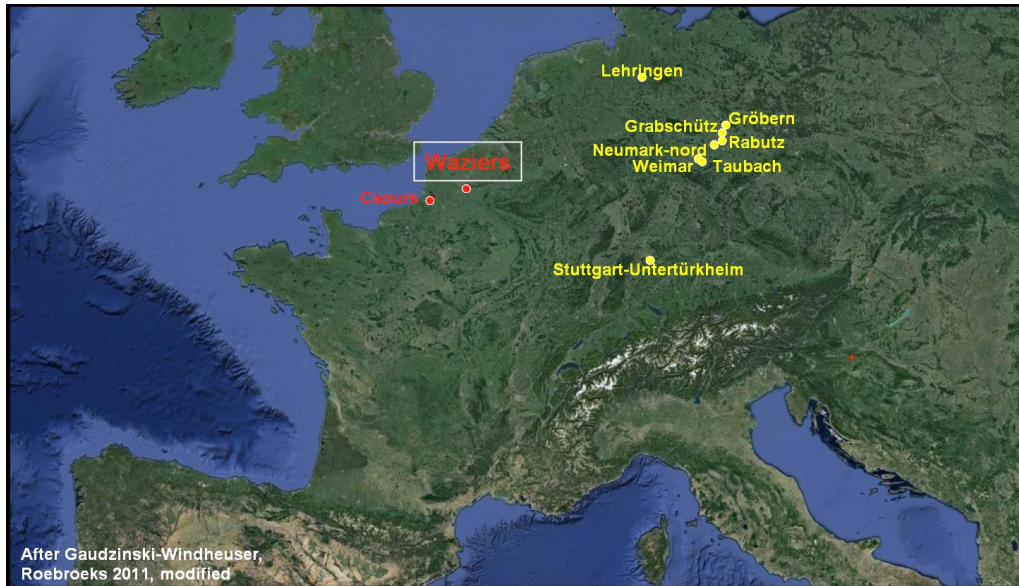 Lehringen
Gröbern
Grabschütz
Rabutz
Neumark-nord
Weimar
Taubach
Waziers
Caours
Stuttgart-Untertürkheim
After Gaudzinski-Windheuser,
Roebroeks 2011, modified